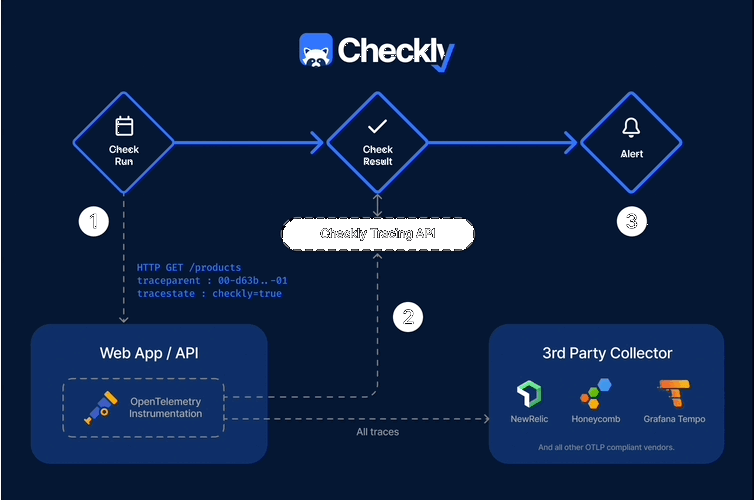 Checkly
Check
Run
Check
Result
Alert
1
3
Checkly Tracing API
HTTP GET /products
traceparent : 00-d63b..-01
tracestate : checkly=true
2
Web App / API
OpenTelemetry
Instrumentation
All traces
3rd Party Collector
NewRelic
Honeycomb
Grafana Tempo
And all other OTLP compliant vendors.